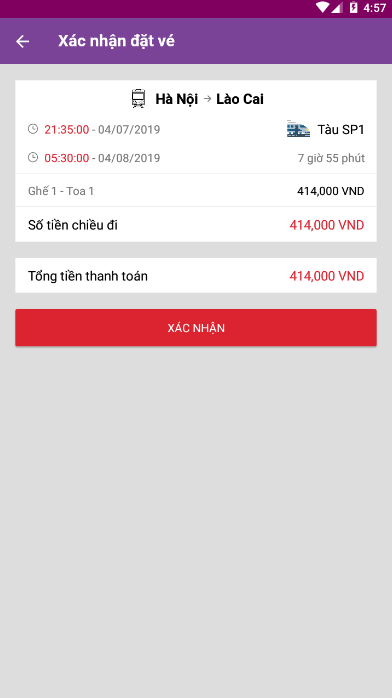 4:57
Xác nhận đặt vé
Hà Nội → Lào Cai
21:35:00 - 04/07/2019 Tàu SP1
05:30:00 - 04/08/2019 7 giờ 55 phút
Ghế 1 - Toa 1 414,000 VND
Số tiền chiều đi 414,000 VND
Tổng tiền thanh toán 414,000 VND
XÁC NHẬN